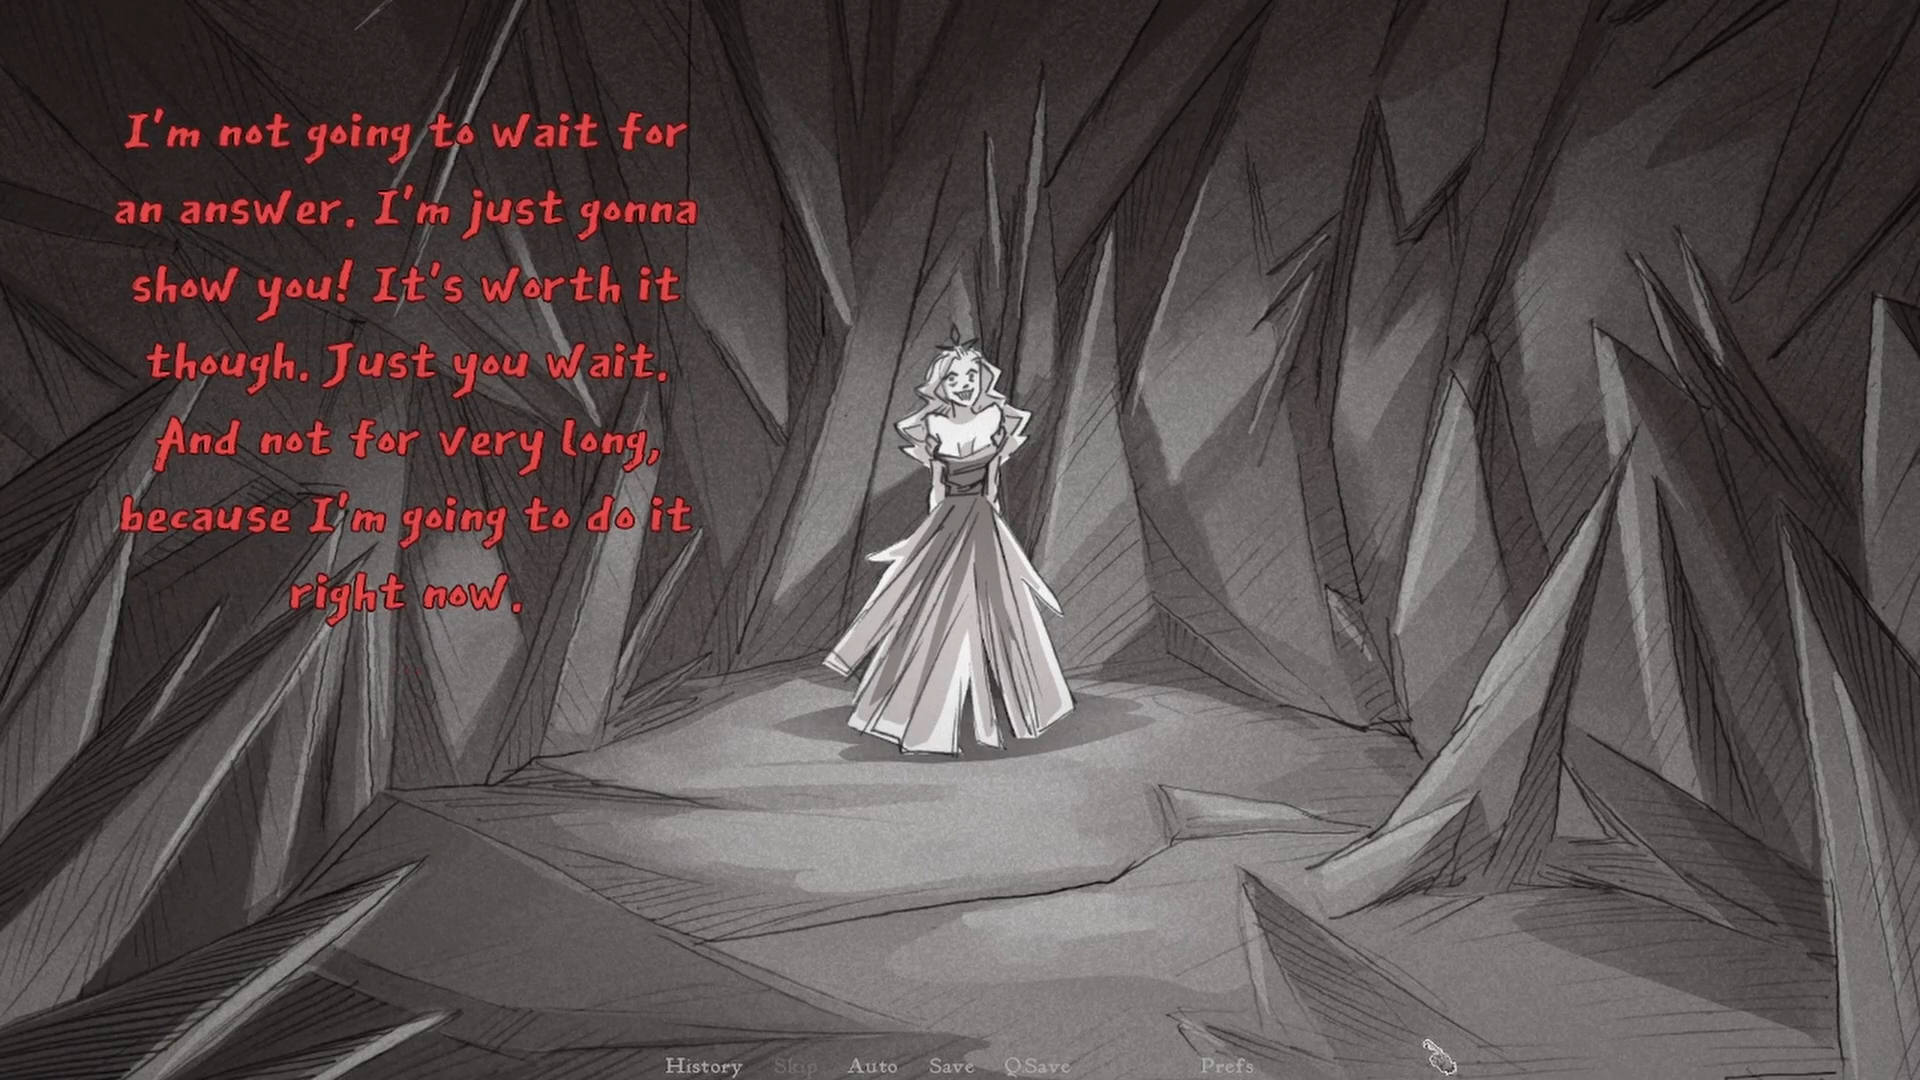 I'm not going to wait for
an answer. I'm just gonna
show you! It's worth it
though. Just you wait.
And not for very long,
because I'm going to do it
right now.
History Skip Auto Save QSave Prefs